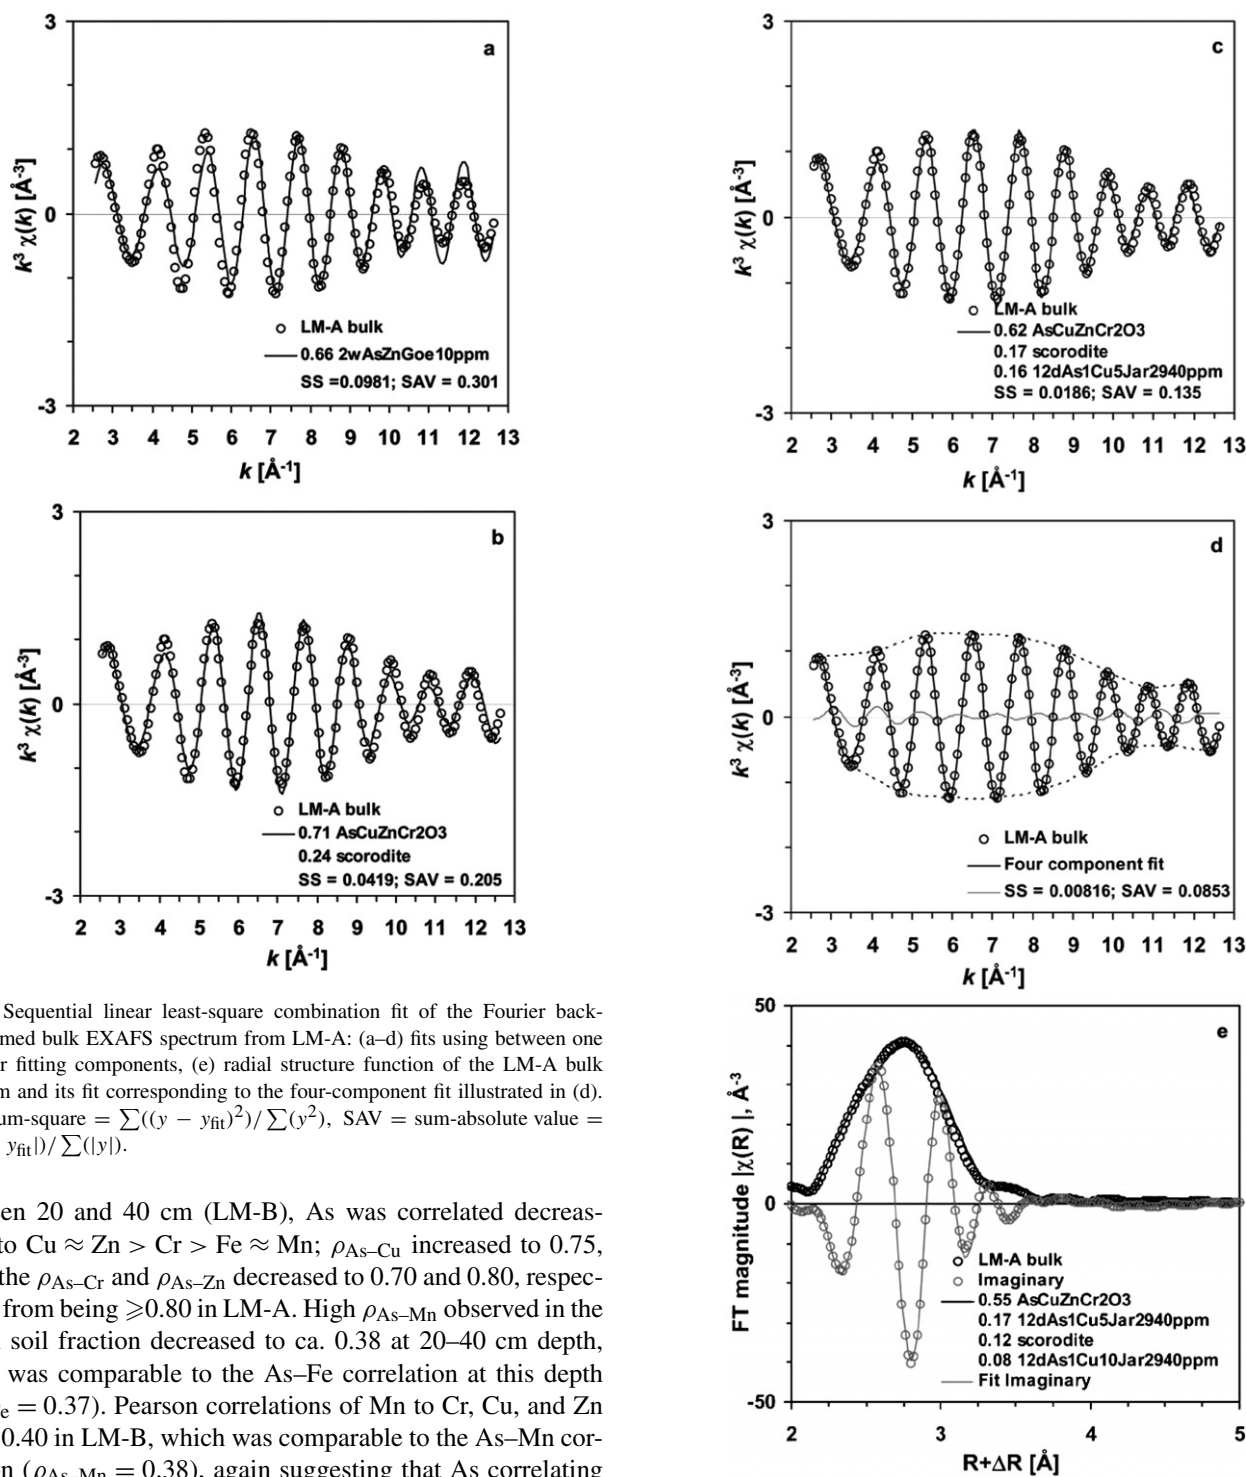 3
a
k³ χ(k) [Å-3]
0
LM-A bulk
0.66 2wAsZnGoe10ppm
SS =0.0981; SAV = 0.301
-3
2 3 4 5 6 7 8 9 10 11 12 13
k [Å-1]
3
b
k³ χ(k) [Å-3]
0
LM-A bulk
0.71 AsCuZnCr2O3
0.24 scorodite
SS = 0.0419; SAV = 0.205
-3
2 3 4 5 6 7 8 9 10 11 12 13
k [Å-1]
3
c
k³ χ(k) [Å-3]
0
LM-A bulk
0.62 AsCuZnCr2O3
0.17 scorodite
0.16 12dAs1Cu5Jar2940ppm
SS = 0.0186; SAV = 0.135
-3
2 3 4 5 6 7 8 9 10 11 12 13
k [Å-1]
3
d
k³ χ(k) [Å-3]
0
LM-A bulk
Four component fit
SS = 0.00816; SAV = 0.0853
-3
2 3 4 5 6 7 8 9 10 11 12 13
k [Å-1]
50
e
FT magnitude |χ(R) |, Å-3
0
LM-A bulk
Imaginary
0.55 AsCuZnCr2O3
0.17 12dAs1Cu5Jar2940ppm
0.12 scorodite
0.08 12dAs1Cu10Jar2940ppm
Fit Imaginary
-50
2 3 4 5
R+ΔR [Å]
Sequential linear least-square combination fit of the Fourier back-
med bulk EXAFS spectrum from LM-A: (a–d) fits using between one
r fitting components, (e) radial structure function of the LM-A bulk
m and its fit corresponding to the four-component fit illustrated in (d).
um-square = ∑((y − yfit)²)/∑(y²), SAV = sum-absolute value =
yfit|)/∑(|y|).
en 20 and 40 cm (LM-B), As was correlated decreas-
to Cu ≈ Zn > Cr > Fe ≈ Mn; ρAs–Cu increased to 0.75,
the ρAs–Cr and ρAs–Zn decreased to 0.70 and 0.80, respec-
from being ⩾0.80 in LM-A. High ρAs–Mn observed in the
soil fraction decreased to ca. 0.38 at 20–40 cm depth,
was comparable to the As–Fe correlation at this depth
e = 0.37). Pearson correlations of Mn to Cr, Cu, and Zn
0.40 in LM-B, which was comparable to the As–Mn cor-
n (ρAs–Mn = 0.38), again suggesting that As correlating